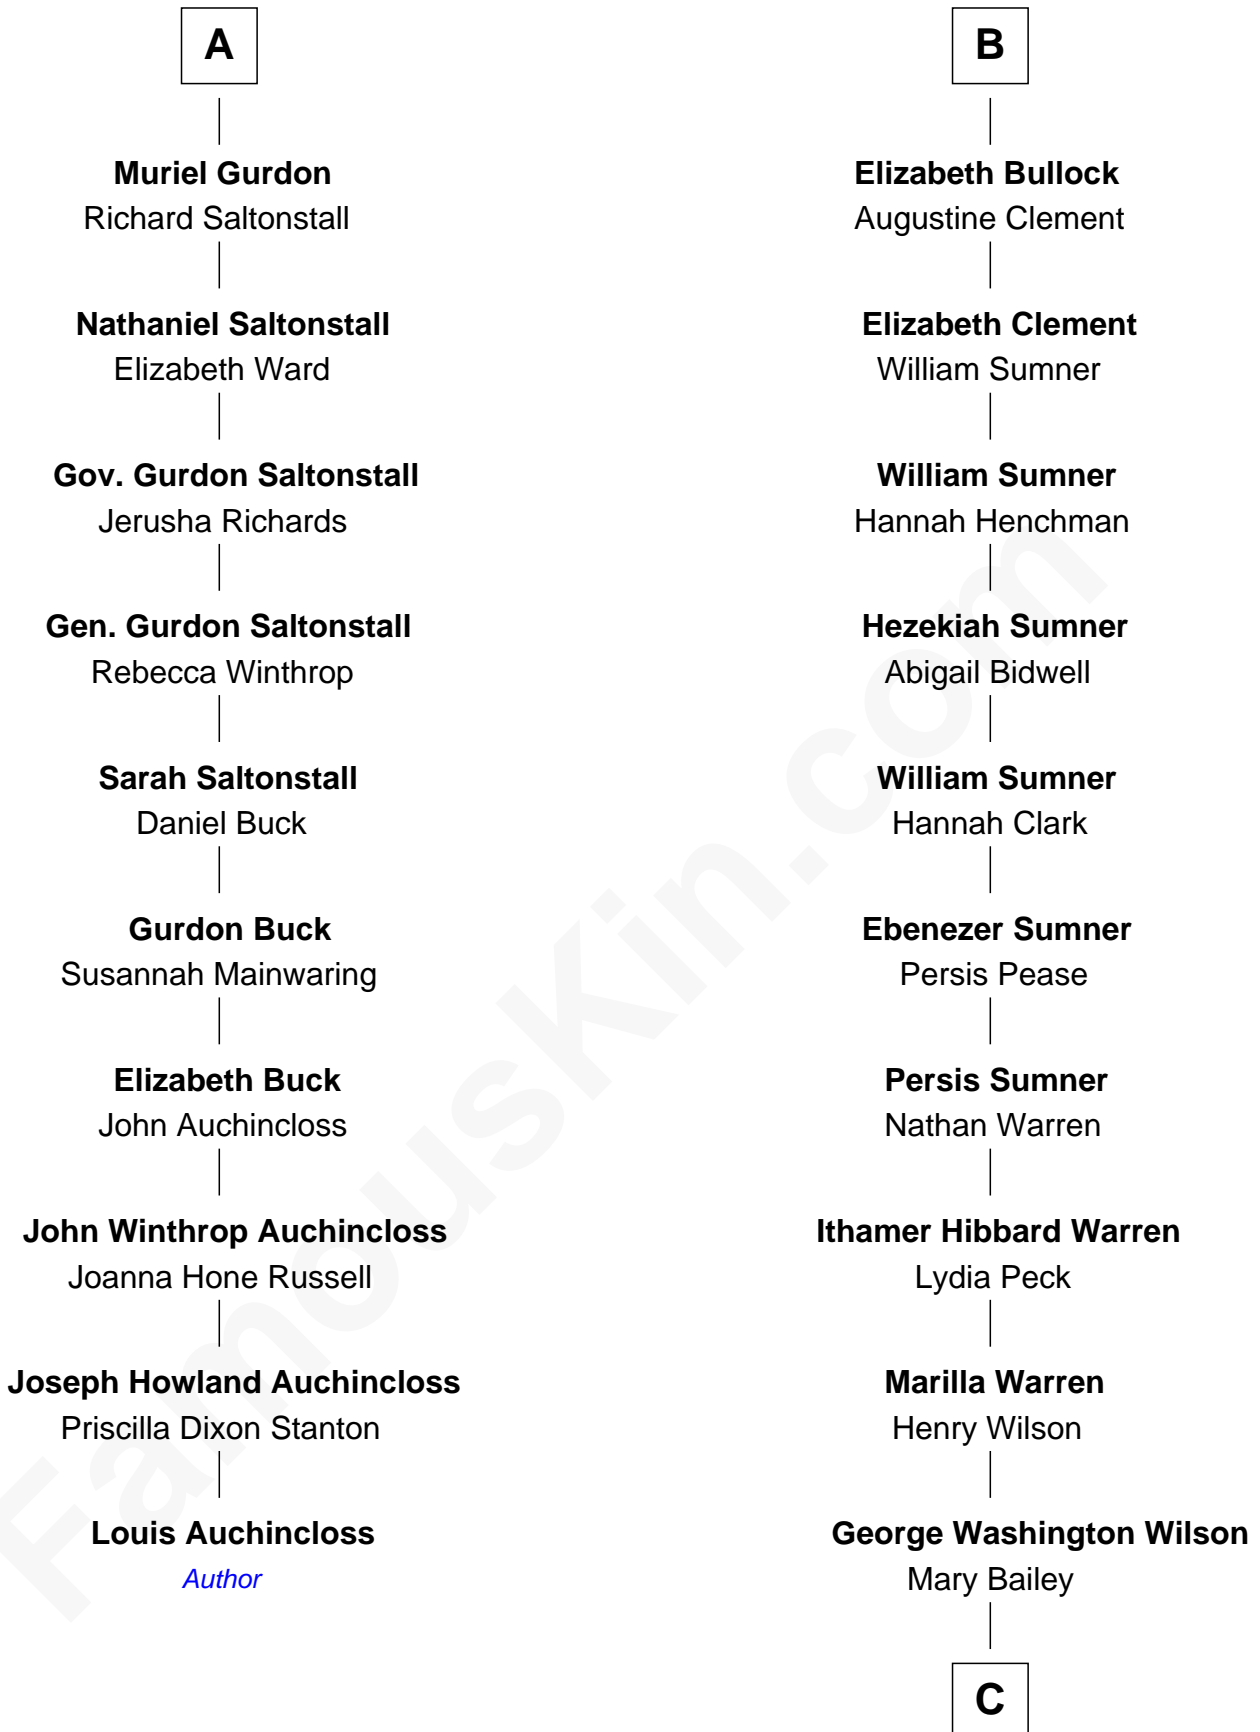 A
Muriel Gurdon
Richard Saltonstall
Nathaniel Saltonstall
Elizabeth Ward
Gov. Gurdon Saltonstall
Jerusha Richards
Gen. Gurdon Saltonstall
Rebecca Winthrop
Sarah Saltonstall
Daniel Buck
Gurdon Buck
Susannah Mainwaring
Elizabeth Buck
John Auchincloss
John Winthrop Auchincloss
Joanna Hone Russell
Joseph Howland Auchincloss
Priscilla Dixon Stanton
Louis Auchincloss
Author
B
Elizabeth Bullock
Augustine Clement
Elizabeth Clement
William Sumner
William Sumner
Hannah Henchman
Hezekiah Sumner
Abigail Bidwell
William Sumner
Hannah Clark
Ebenezer Sumner
Persis Pease
Persis Sumner
Nathan Warren
Ithamer Hibbard Warren
Lydia Peck
Marilla Warren
Henry Wilson
George Washington Wilson
Mary Bailey
C
FamousKin.com